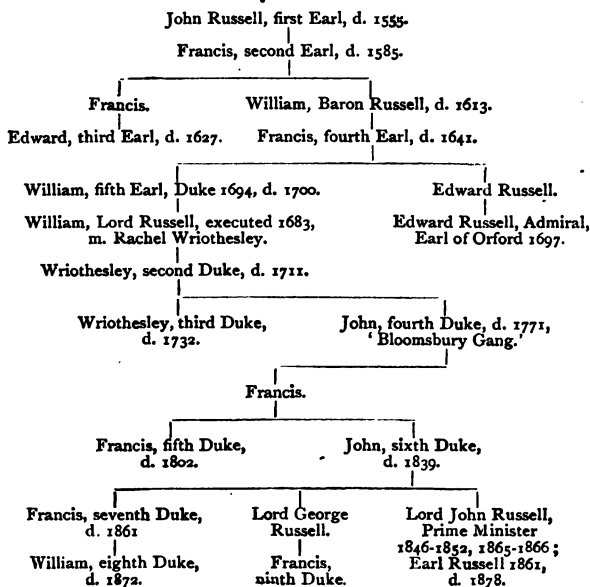 John Russell, first Earl, d. 1555.
Francis, second Earl, d. 1585.
Francis.
William, Baron Russell, d. 1613.
Edward, third Earl, d. 1627.
Francis, fourth Earl, d. 1641.
William, fifth Earl, Duke 1694, d. 1700.
Edward Russell.
William, Lord Russell, executed 1683,
m. Rachel Wriothesley.
Edward Russell, Admiral,
Earl of Orford 1697.
Wriothesley, second Duke, d. 1711.
Wriothesley, third Duke,
d. 1732.
John, fourth Duke, d. 1771,
‘Bloomsbury Gang.’
Francis.
Francis, fifth Duke,
d. 1802.
John, sixth Duke,
d. 1839.
Francis, seventh Duke,
d. 1861
William, eighth Duke,
d. 1872.
Lord George
Russell.
Francis,
ninth Duke.
Lord John Russell,
Prime Minister
1846-1852, 1865-1866;
Earl Russell 1861,
d. 1878.